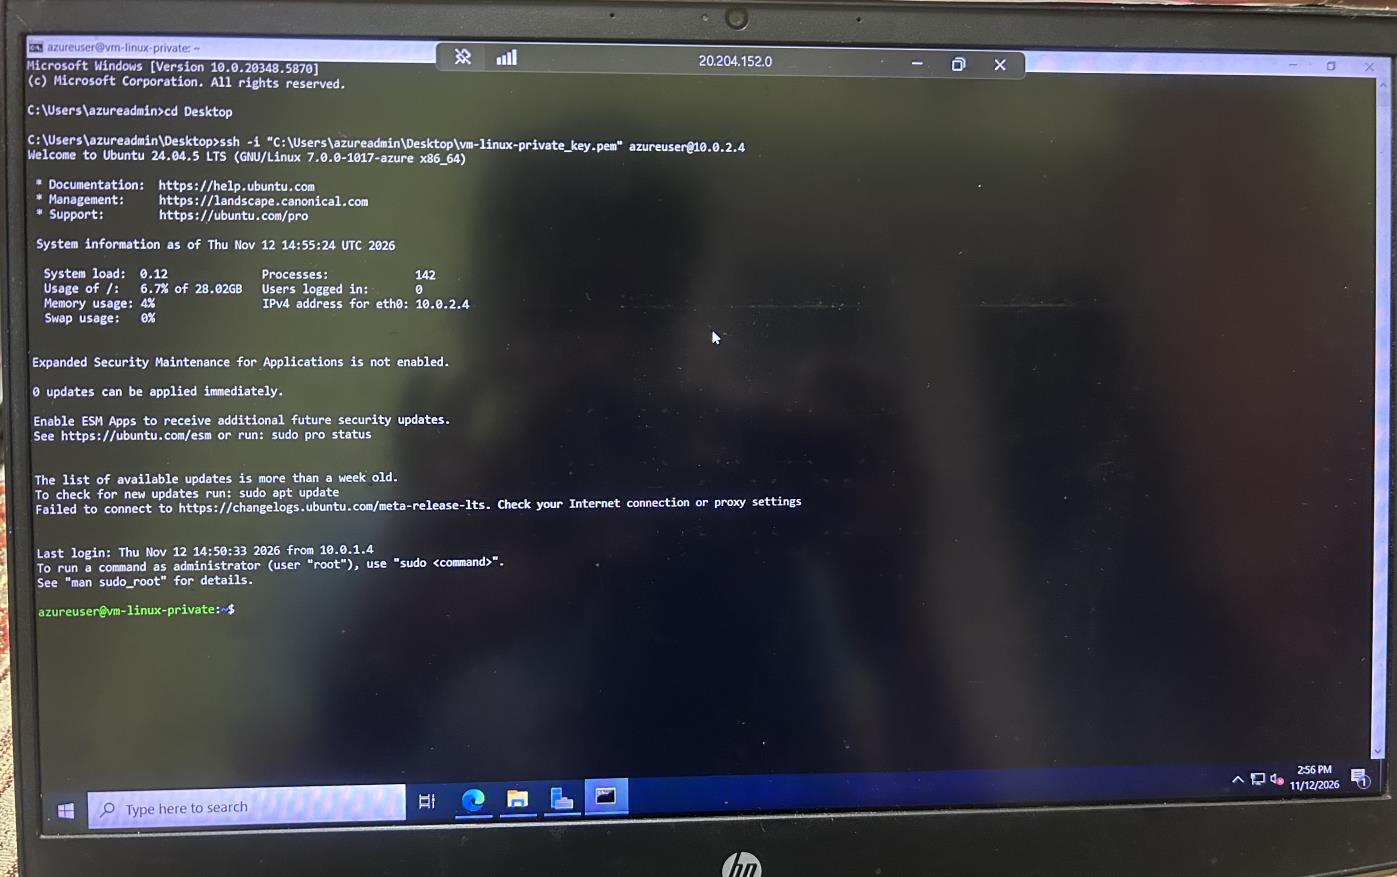 azureuser@vm-linux-private: ~
20.204.152.0
Microsoft Windows [Version 10.0.20348.5870]
(c) Microsoft Corporation. All rights reserved.
C:\Users\azureadmin>cd Desktop
C:\Users\azureadmin\Desktop>ssh -i "C:\Users\azureadmin\Desktop\vm-linux-private_key.pem" azureuser@10.0.2.4
Welcome to Ubuntu 24.04.5 LTS (GNU/Linux 7.0.0-1017-azure x86_64)
* Documentation: https://help.ubuntu.com
* Management: https://landscape.canonical.com
* Support: https://ubuntu.com/pro
System information as of Thu Nov 12 14:55:24 UTC 2026
System load: 0.12 Processes: 142
Usage of /: 6.7% of 28.02GB Users logged in: 0
Memory usage: 4% IPv4 address for eth0: 10.0.2.4
Swap usage: 0%
Expanded Security Maintenance for Applications is not enabled.
0 updates can be applied immediately.
Enable ESM Apps to receive additional future security updates.
See https://ubuntu.com/esm or run: sudo pro status
The list of available updates is more than a week old.
To check for new updates run: sudo apt update
Failed to connect to https://changelogs.ubuntu.com/meta-release-lts. Check your Internet connection or proxy settings
Last login: Thu Nov 12 14:50:33 2026 from 10.0.1.4
To run a command as administrator (user "root"), use "sudo <command>".
See "man sudo_root" for details.
azureuser@vm-linux-private:~$
Type here to search
2:56 PM
11/12/2026
1
hp